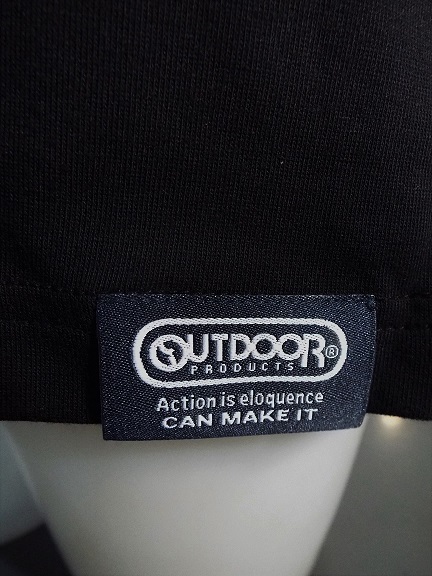 OUTDOOR®
PRODUCTS
Action is eloquence
CAN MAKE IT